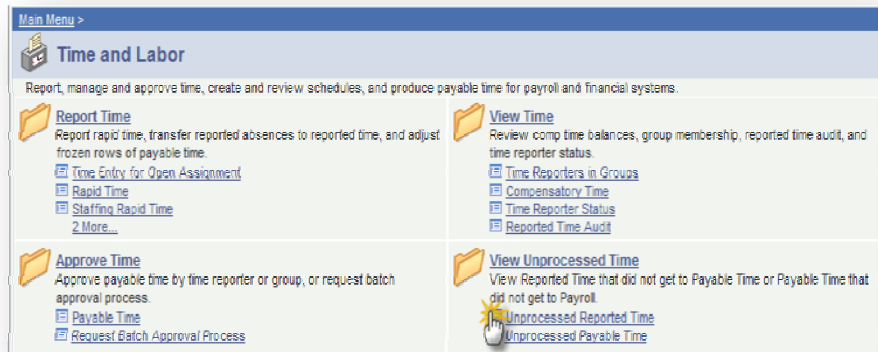 Main Menu >
Time and Labor
Report, manage and approve time, create and review schedules, and produce payable time for payroll and financial systems.
Report Time
Report rapid time, transfer reported absences to reported time, and adjust
frozen rows of payable time.
Time Entry for Open Assignment
Rapid Time
Staffing Rapid Time
2 More...
View Time
Review comp time balances, group membership, reported time audit, and
time reporter status.
Time Reporters in Groups
Compensatory Time
Time Reporter Status
Reported Time Audit
Approve Time
Approve payable time by time reporter or group, or request batch
approval process.
Payable Time
Request Batch Approval Process
View Unprocessed Time
View Reported Time that did not get to Payable Time or Payable Time that
did not get to Payroll.
Unprocessed Reported Time
Unprocessed Payable Time